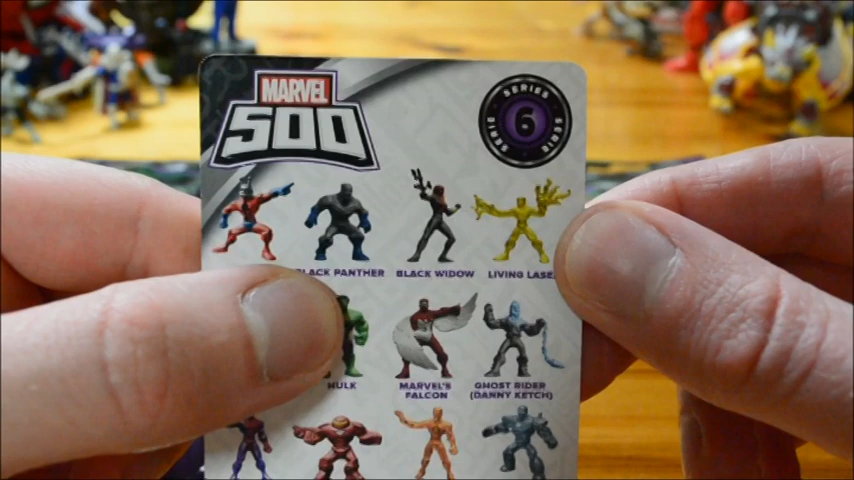 MARVEL
500
SERIES
6
SERIE
SERIE
BLACK PANTHER
BLACK WIDOW
LIVING LASE
HULK
MARVEL'S
FALCON
GHOST RIDER
(DANNY KETCH)